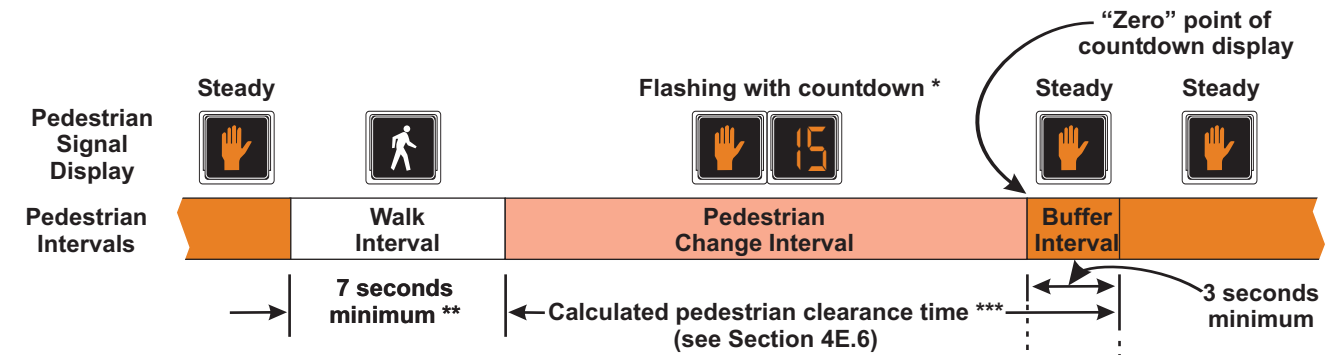 “Zero” point of
countdown display
Steady
Flashing with countdown *
Steady
Steady
Pedestrian
Signal
Display
15
Pedestrian
Intervals
Walk
Interval
Pedestrian
Change Interval
Buffer
Interval
7 seconds
minimum **
Calculated pedestrian clearance time ***
(see Section 4E.6)
3 seconds
minimum